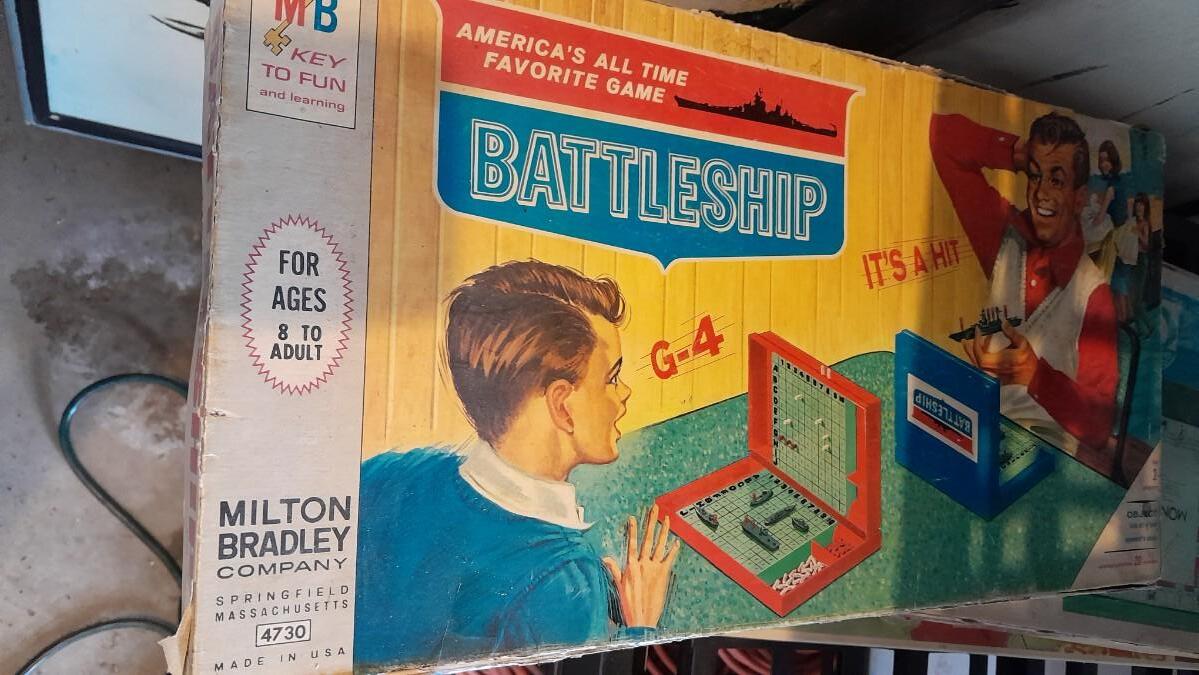 MB
KEY
TO FUN
and learning
FOR
AGES
8 TO
ADULT
MILTON
BRADLEY
COMPANY
SPRINGFIELD
MASSACHUSETTS
4730
MADE IN USA
AMERICA'S ALL TIME
FAVORITE GAME
BATTLESHIP
G-4
IT'S A HIT
BATTLESHIP